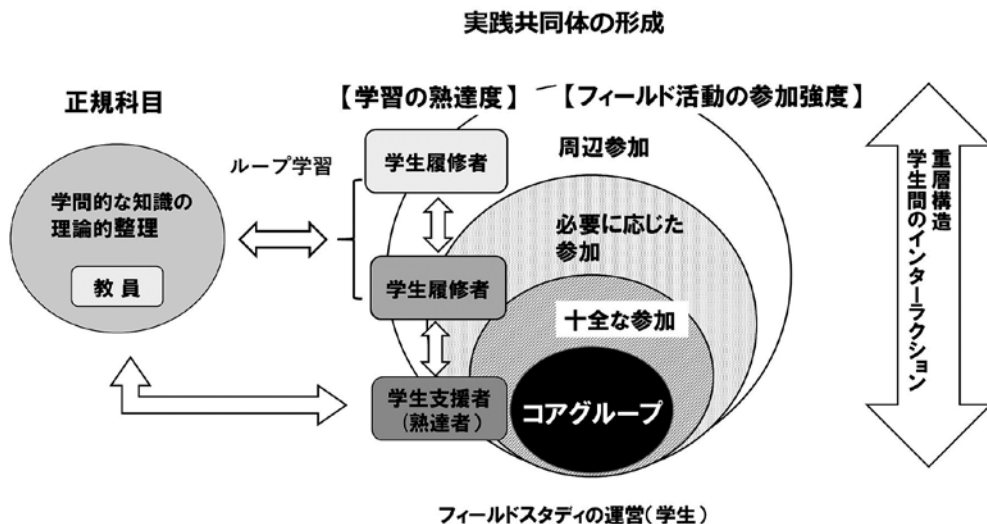 実践共同体の形成
正規科目
【学習の熟達度】
【フィールド活動の参加強度】
ループ学習
学生履修者
周辺参加
学問的な知識の
理論的整理
教員
必要に応じた
参加
学生履修者
十全な参加
学生支援者
(熟達者)
コアグループ
重層構造
学生間のインターラクション
フィールドスタディの運営(学生)